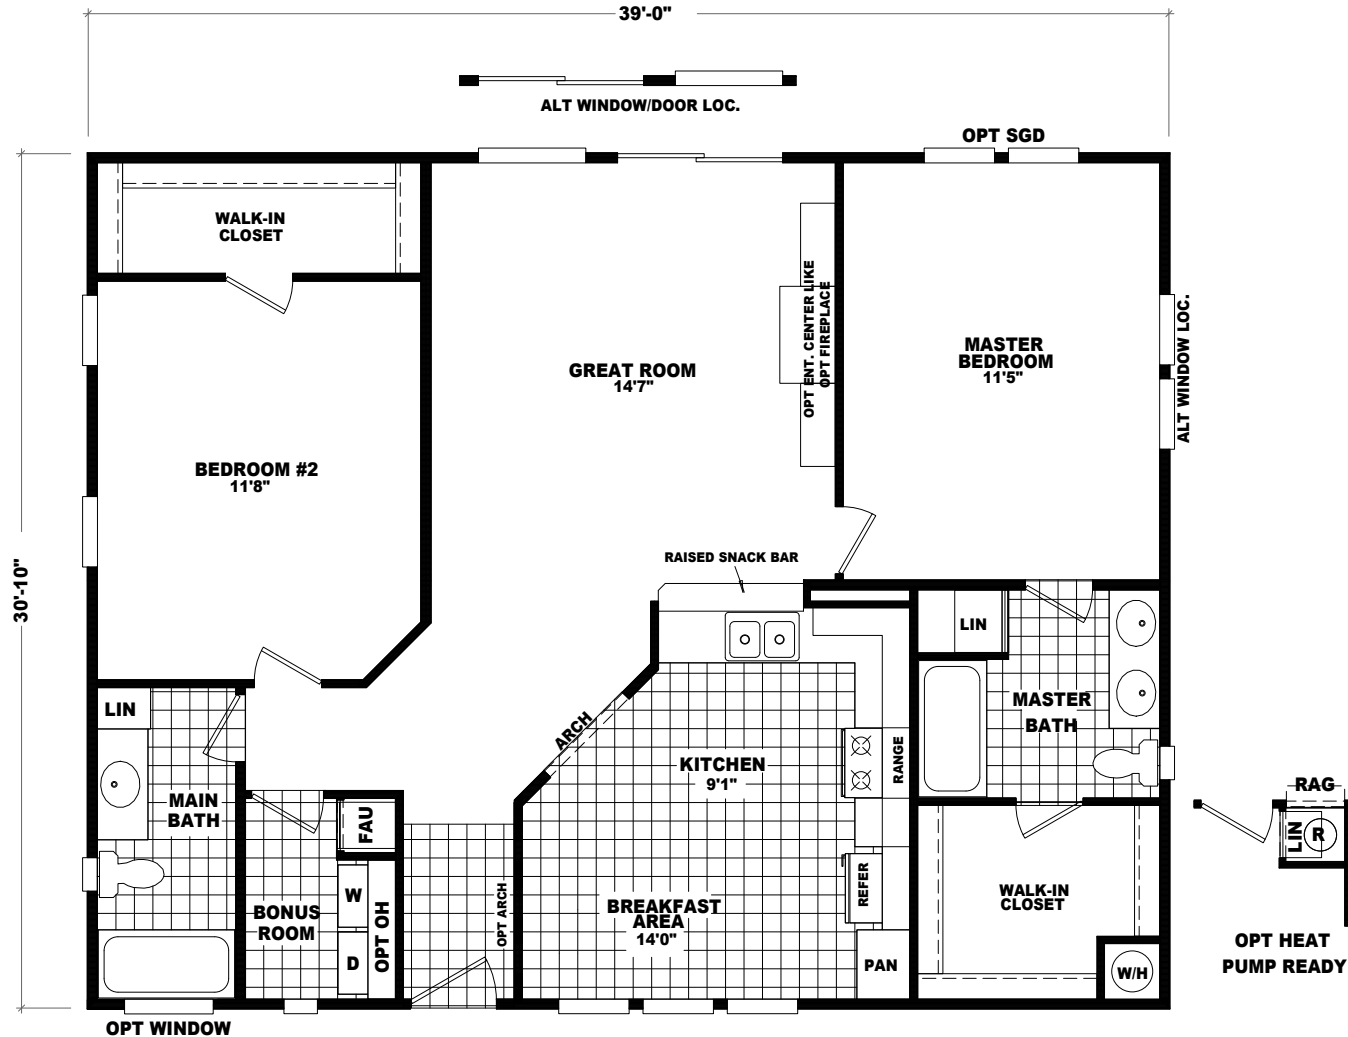 39'-0"
ALT WINDOW/DOOR LOC.
OPT SGD
WALK-IN
CLOSET
OPT ENT. CENTER LIKE
OPT FIREPLACE
ALT WINDOW LOC.
MASTER
BEDROOM
11'5"
GREAT ROOM
14'7"
BEDROOM #2
11'8"
30'-10"
RAISED SNACK BAR
LIN
LIN
MASTER
BATH
ARCH
KITCHEN
9'1"
RANGE
MAIN
BATH
FAU
RAG
LIN
R
REFER
WALK-IN
CLOSET
W
BONUS
ROOM
OPT OH
OPT ARCH
BREAKFAST
AREA
14'0"
D
PAN
W/H
OPT HEAT
PUMP READY
OPT WINDOW